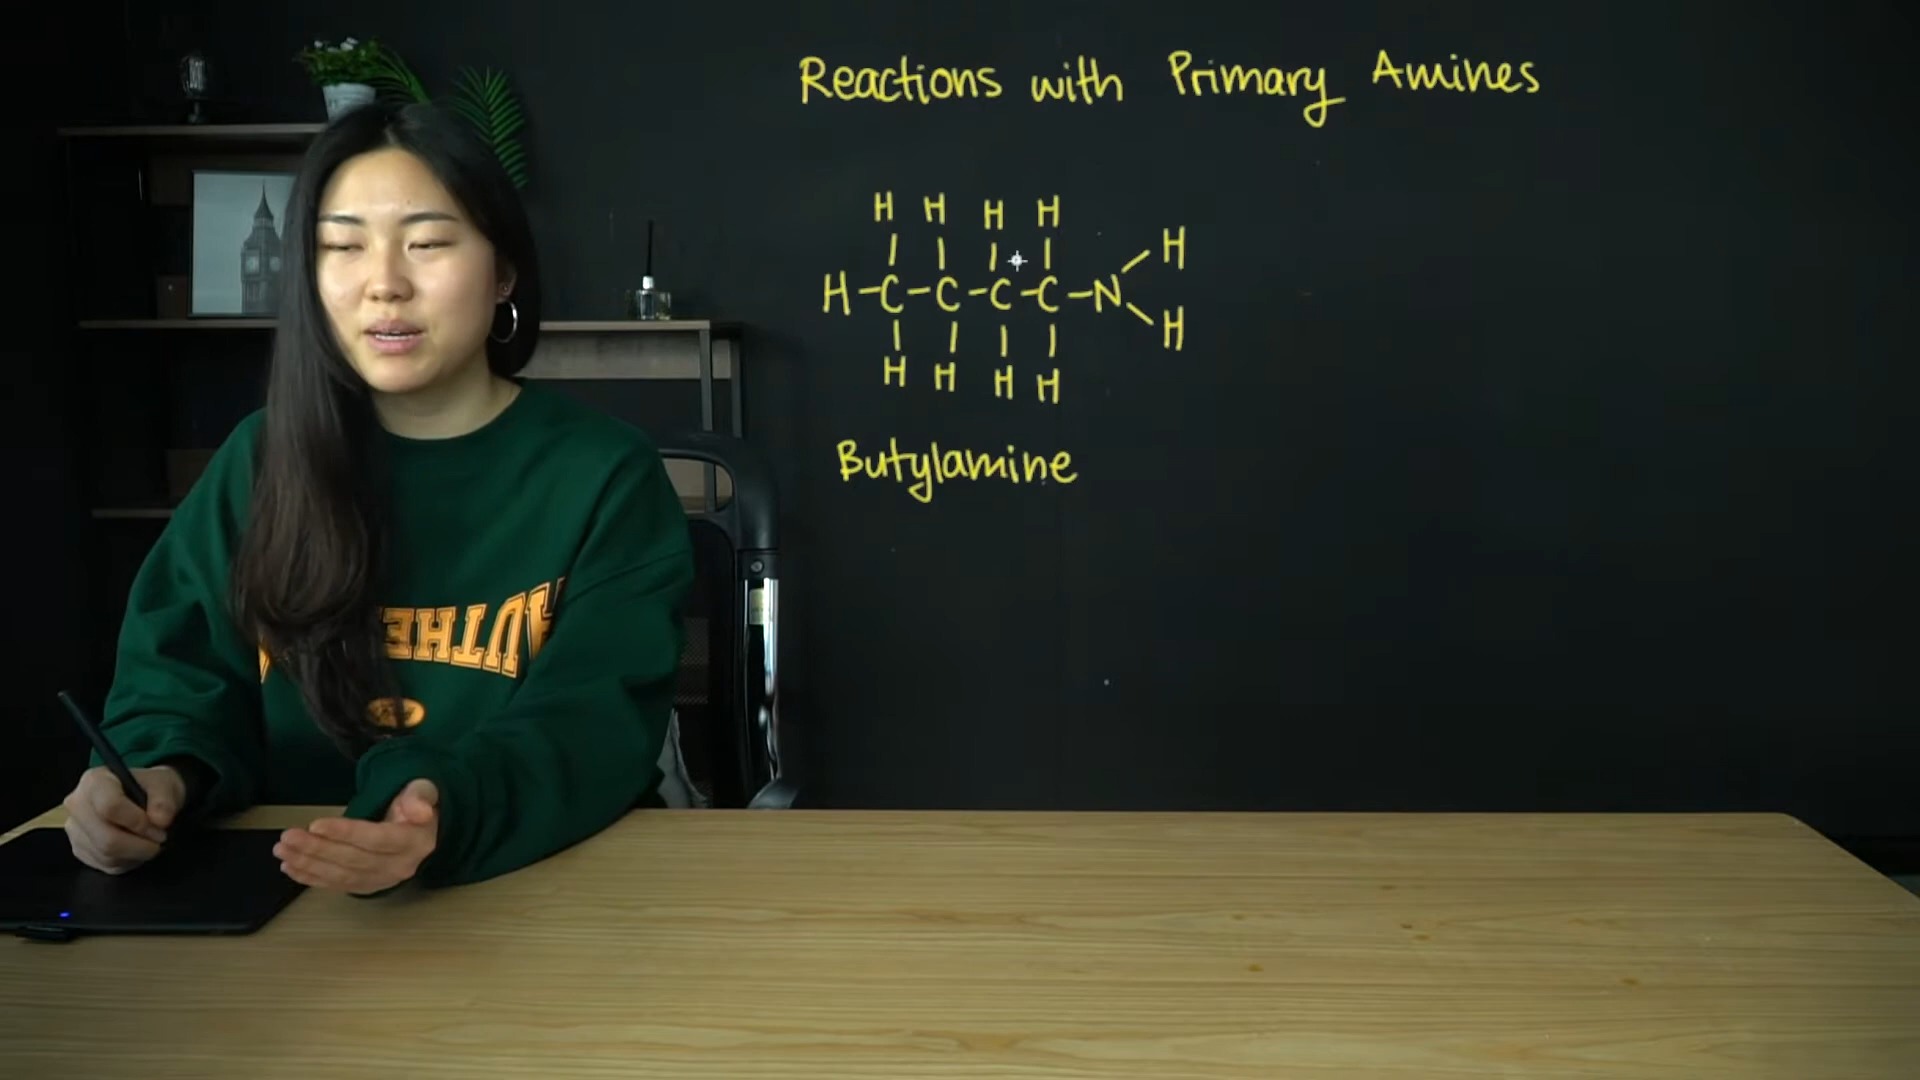 Reactions with Primary Amines
H H H H
H
H-C-C-C-C-N
H
H H H H
Butylamine